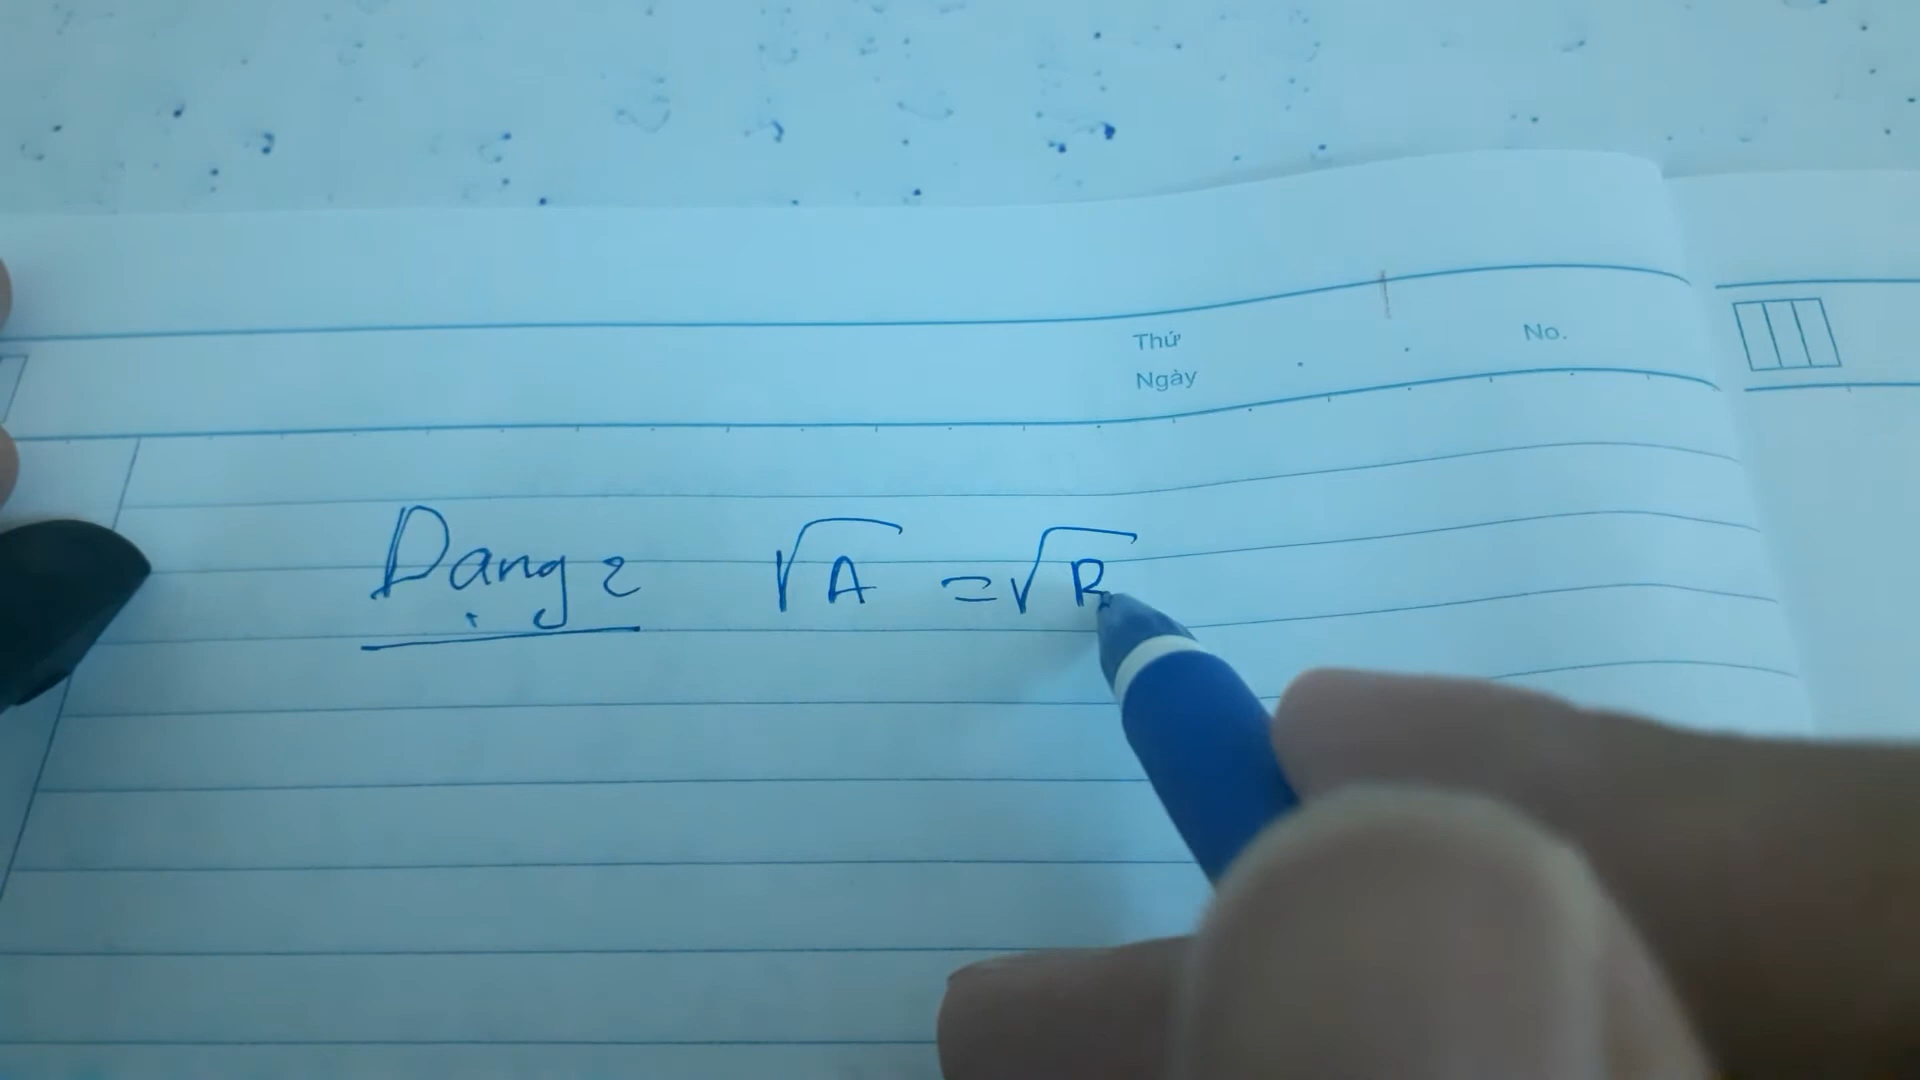 Thứ
No.
Ngày
Dạng 2 √A = √B